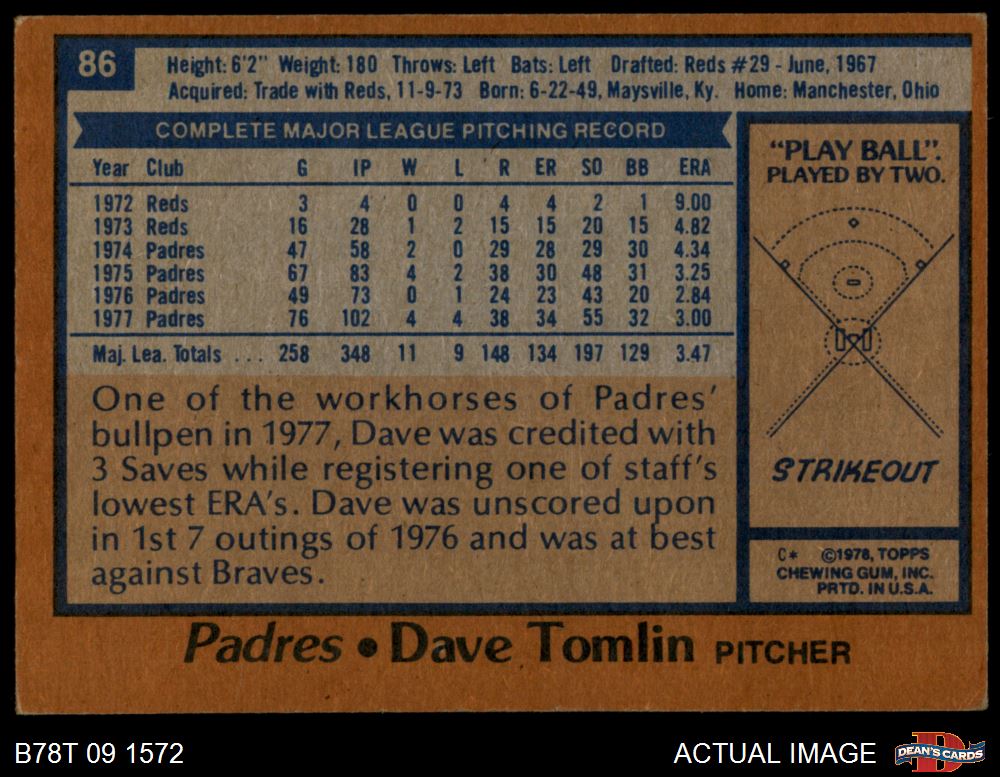 86
Height: 6'2" Weight: 180 Throws: Left Bats: Left Drafted: Reds #29 - June, 1967
Acquired: Trade with Reds, 11-9-73 Born: 6-22-49, Maysville, Ky. Home: Manchester, Ohio
COMPLETE MAJOR LEAGUE PITCHING RECORD
Year Club G IP W L R ER SO BB ERA
1972 Reds 3 4 0 0 4 4 2 1 9.00
1973 Reds 16 28 1 2 15 15 20 15 4.82
1974 Padres 47 58 2 0 29 28 29 30 4.34
1975 Padres 67 83 4 2 38 30 48 31 3.25
1976 Padres 49 73 0 1 24 23 43 20 2.84
1977 Padres 76 102 4 4 38 34 55 32 3.00
Maj. Lea. Totals ... 258 348 11 9 148 134 197 129 3.47
One of the workhorses of Padres'
bullpen in 1977, Dave was credited with
3 Saves while registering one of staff's
lowest ERA's. Dave was unscored upon
in 1st 7 outings of 1976 and was at best
against Braves.
"PLAY BALL".
PLAYED BY TWO.
STRIKEOUT
C* ©1978, TOPPS
CHEWING GUM, INC.
PRTD. IN U.S.A.
Padres • Dave Tomlin PITCHER
B78T 09 1572
ACTUAL IMAGE
DEAN'S CARDS